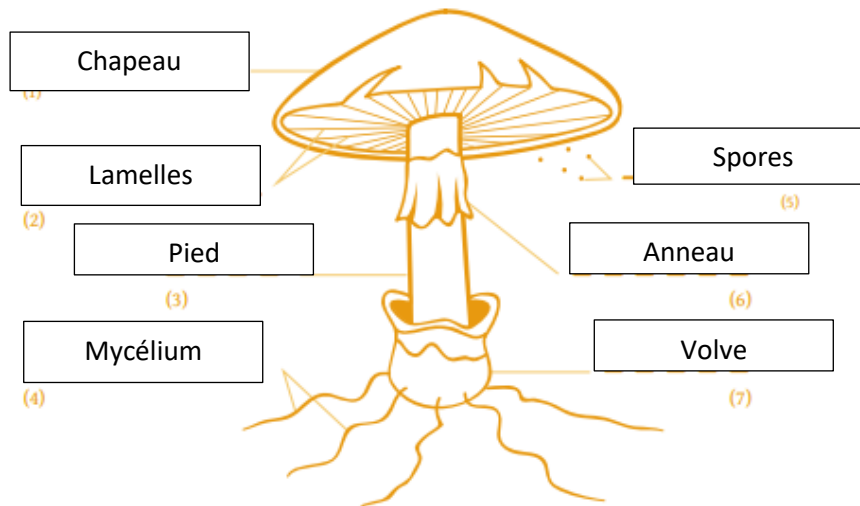 Chapeau
(1)
Lamelles
(2)
Spores
(5)
Pied
(3)
Anneau
(6)
Mycélium
(4)
Volve
(7)